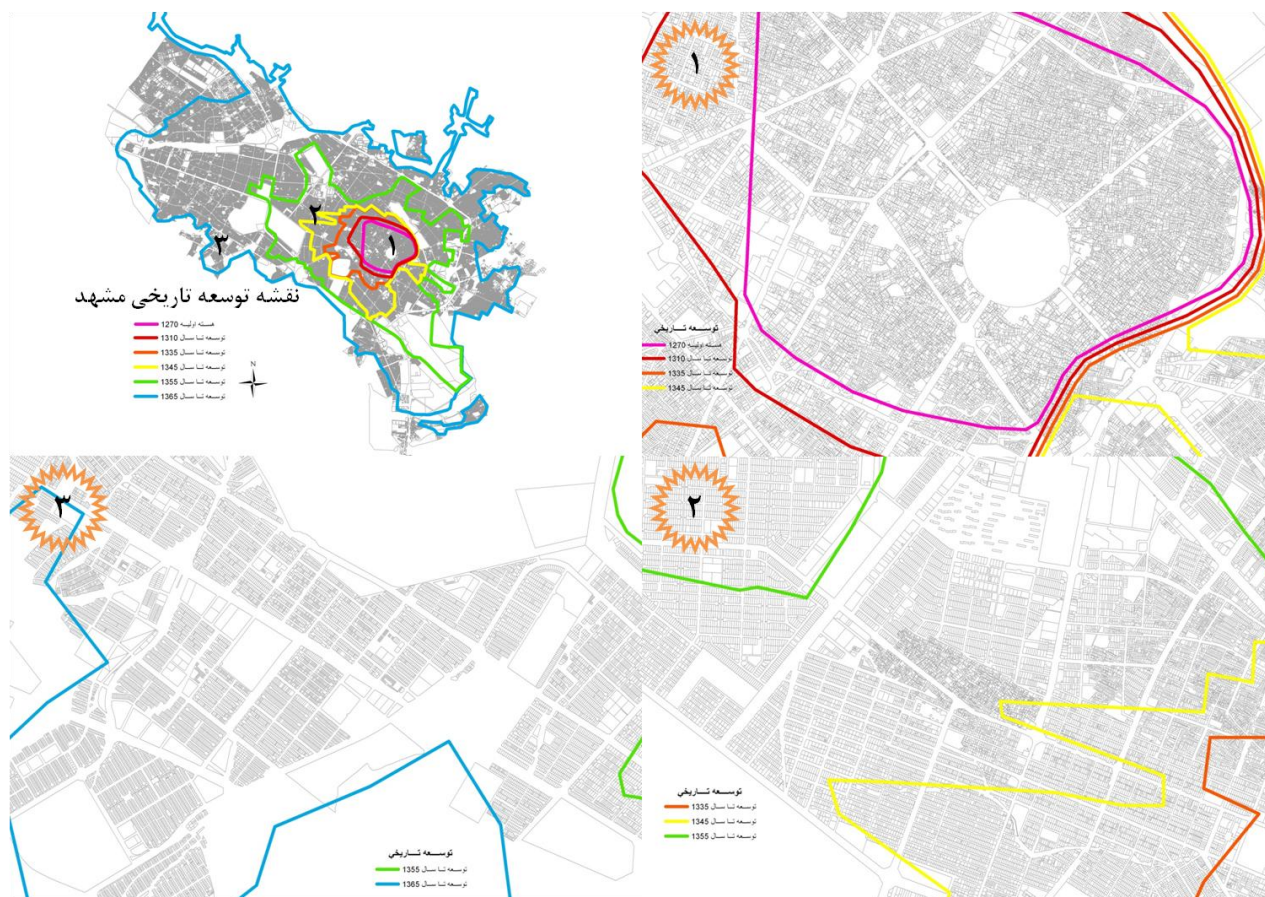 ۱
۲
۳
نقشه توسعه تاریخی مشهد
هسته اولیه 1270
توسعه تا سال 1310
توسعه تا سال 1335
توسعه تا سال 1345
توسعه تا سال 1355
توسعه تا سال 1365
N
۱
توسعه تاریخی
هسته اولیه 1270
توسعه تا سال 1310
توسعه تا سال 1335
توسعه تا سال 1345
۳
توسعه تاریخی
توسعه تا سال 1355
توسعه تا سال 1365
۲
توسعه تاریخی
توسعه تا سال 1335
توسعه تا سال 1345
توسعه تا سال 1355